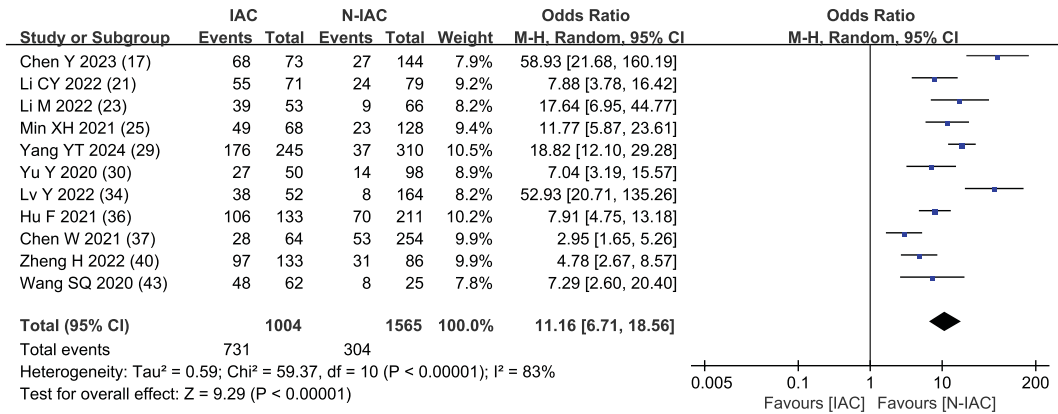 IAC N-IAC Odds Ratio Odds Ratio
Study or Subgroup Events Total Events Total Weight M-H, Random, 95% CI M-H, Random, 95% CI
Chen Y 2023 (17) 68 73 27 144 7.9% 58.93 [21.68, 160.19]
Li CY 2022 (21) 55 71 24 79 9.2% 7.88 [3.78, 16.42]
Li M 2022 (23) 39 53 9 66 8.2% 17.64 [6.95, 44.77]
Min XH 2021 (25) 49 68 23 128 9.4% 11.77 [5.87, 23.61]
Yang YT 2024 (29) 176 245 37 310 10.5% 18.82 [12.10, 29.28]
Yu Y 2020 (30) 27 50 14 98 8.9% 7.04 [3.19, 15.57]
Lv Y 2022 (34) 38 52 8 164 8.2% 52.93 [20.71, 135.26]
Hu F 2021 (36) 106 133 70 211 10.2% 7.91 [4.75, 13.18]
Chen W 2021 (37) 28 64 53 254 9.9% 2.95 [1.65, 5.26]
Zheng H 2022 (40) 97 133 31 86 9.9% 4.78 [2.67, 8.57]
Wang SQ 2020 (43) 48 62 8 25 7.8% 7.29 [2.60, 20.40]
Total (95% CI) 1004 1565 100.0% 11.16 [6.71, 18.56]
Total events 731 304
Heterogeneity: Tau² = 0.59; Chi² = 59.37, df = 10 (P < 0.00001); I² = 83%
Test for overall effect: Z = 9.29 (P < 0.00001)
0.005 0.1 1 10 200
Favours [IAC] Favours [N-IAC]